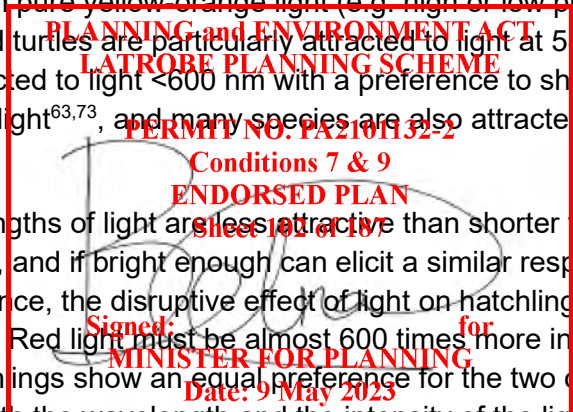 pure yellow-orange light (e.g. high or low p
PLANNING and ENVIRONMENT ACT
turtles are particularly attracted to light at 5
LATROBE PLANNING SCHEME
cted to light <600 nm with a preference to sh
light63,73, and many species are also attracte
PERMIT NO. PA2101132-2
Conditions 7 & 9
ENDORSED PLAN
ngths of light are less attractive than shorter
Sheet 102 of 187
, and if bright enough can elicit a similar resp
nce, the disruptive effect of light on hatchling
Signed: for
Red light must be almost 600 times more in
MINISTER FOR PLANNING
ings show an equal preference for the two
Date: 9 May 2023
the wavelength and the intensity of the lig